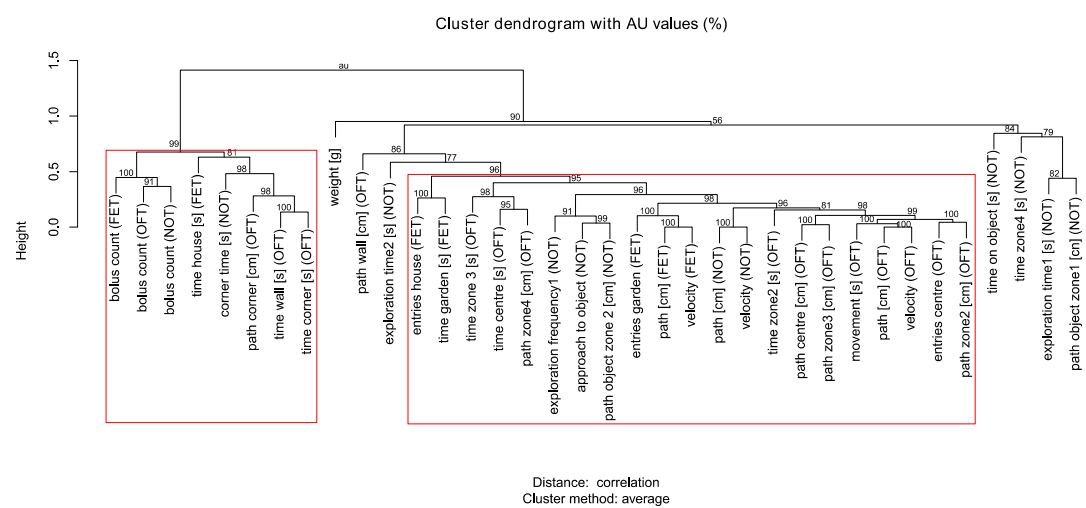 Cluster dendrogram with AU values (%)
Height
1.5
1.0
0.5
0.0
au
99
100
91
81
98
98
100
90
56
86
77
96
100
95
98
95
96
91
99
98
100
100
96
100
81
98
100
99
100
100
84
79
82
bolus count (FET)
bolus count (OFT)
bolus count (NOT)
time house [s] (FET)
corner time [s] (NOT)
path corner [cm] (OFT)
time wall [s] (OFT)
time corner [s] (OFT)
weight [g]
path wall [cm] (OFT)
exploration time2 [s] (NOT)
entries house (FET)
time garden [s] (FET)
time zone 3 [s] (OFT)
time centre [s] (OFT)
path zone4 [cm] (OFT)
exploration frequency1 (NOT)
approach to object (NOT)
path object zone 2 [cm] (NOT)
entries garden (FET)
path [cm] (FET)
velocity (FET)
path [cm] (NOT)
velocity (NOT)
time zone2 [s] (OFT)
path centre [cm] (OFT)
path zone3 [cm] (OFT)
movement [s] (OFT)
path [cm] (OFT)
velocity (OFT)
entries centre (OFT)
path zone2 [cm] (OFT)
time on object [s] (NOT)
time zone4 [s] (NOT)
exploration time1 [s] (NOT)
path object zone1 [cm] (NOT)
Distance: correlation
Cluster method: average